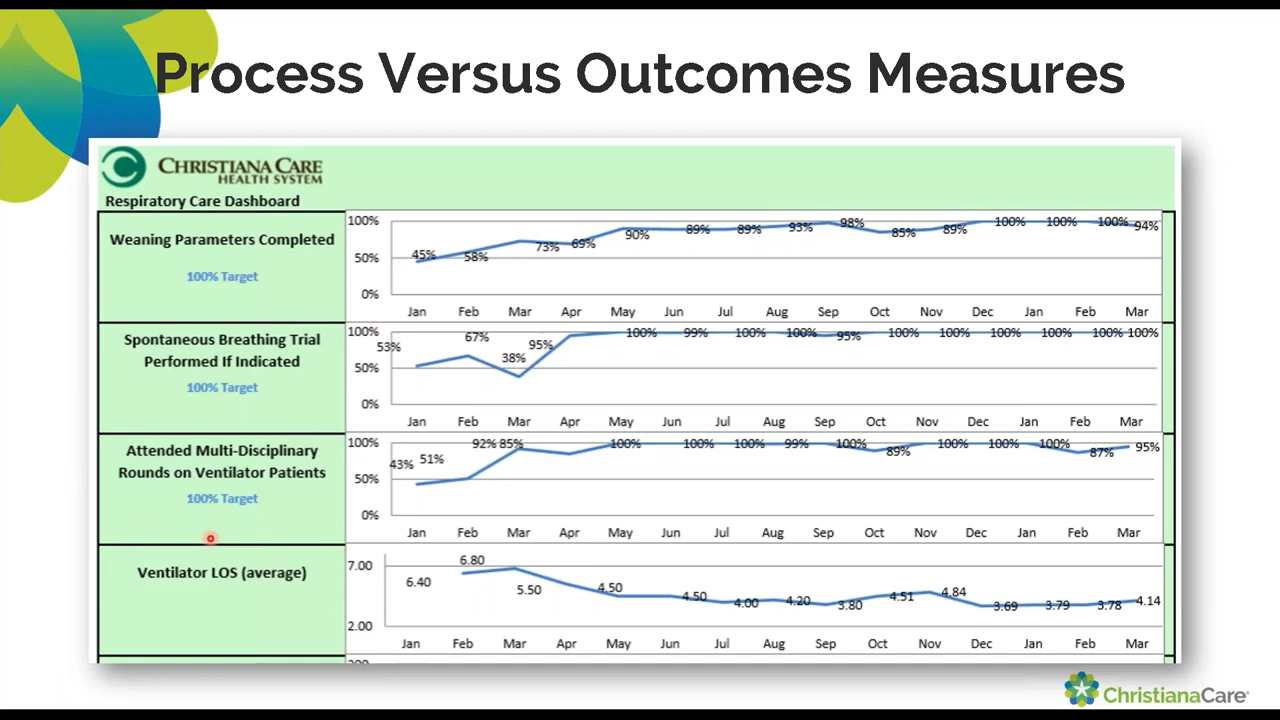 Process Versus Outcomes Measures
CHRISTIANA CARE
HEALTH SYSTEM
Respiratory Care Dashboard
Weaning Parameters Completed
100% Target
100%
50%
0%
45% 58% 73% 69% 90% 89% 89% 93% 98% 85% 89% 100% 100% 100% 94%
Jan Feb Mar Apr May Jun Jul Aug Sep Oct Nov Dec Jan Feb Mar
Spontaneous Breathing Trial
Performed If Indicated
100% Target
100%
50%
0%
53% 67% 38% 95% 100% 99% 100% 100% 95% 100% 100% 100% 100% 100% 100%
Jan Feb Mar Apr May Jun Jul Aug Sep Oct Nov Dec Jan Feb Mar
Attended Multi-Disciplinary
Rounds on Ventilator Patients
100% Target
100%
50%
0%
43% 51% 92% 85% 100% 100% 100% 99% 100% 89% 100% 100% 100% 87% 95%
Jan Feb Mar Apr May Jun Jul Aug Sep Oct Nov Dec Jan Feb Mar
Ventilator LOS (average)
7.00
2.00
6.40 6.80 5.50 4.50 4.50 4.00 4.20 3.80 4.51 4.84 3.69 3.79 3.78 4.14
Jan Feb Mar Apr May Jun Jul Aug Sep Oct Nov Dec Jan Feb Mar
ChristianaCare